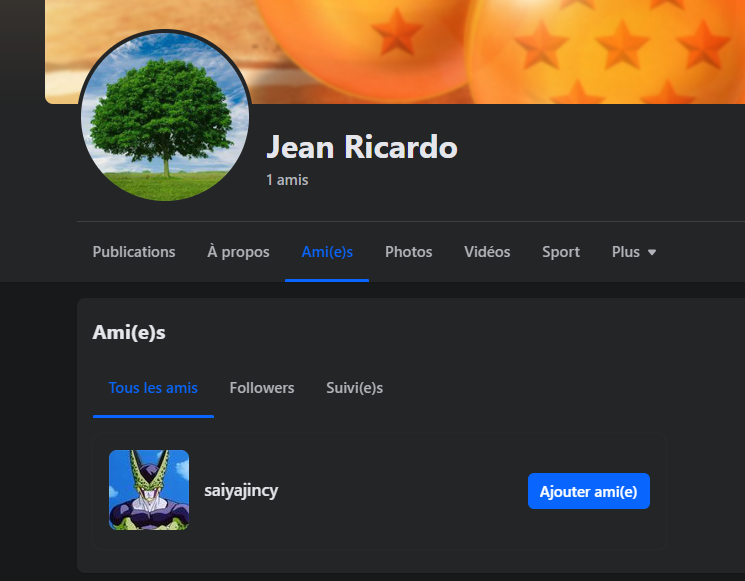 Jean Ricardo
1 amis
Publications À propos Ami(e)s Photos Vidéos Sport Plus
Ami(e)s
Tous les amis Followers Suivi(e)s
saiyajincy Ajouter ami(e)